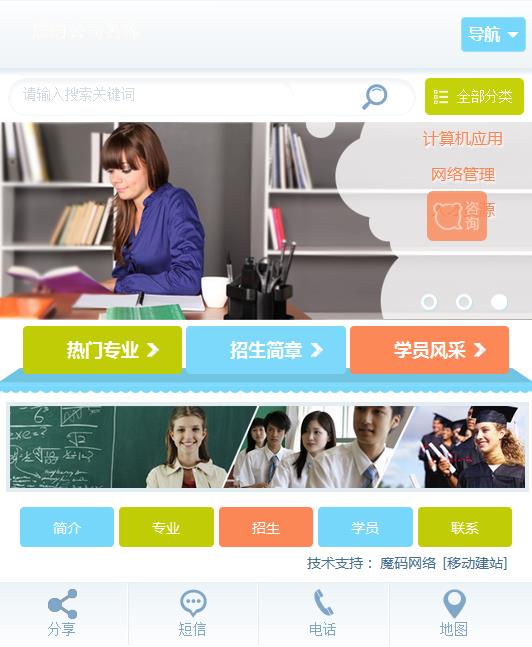 导航
请输入搜索关键词
全部分类
计算机应用
网络管理
源
咨询
热门专业
招生简章
学员风采
简介
专业
招生
学员
联系
技术支持：魔码网络 [移动建站]
分享
短信
电话
地图